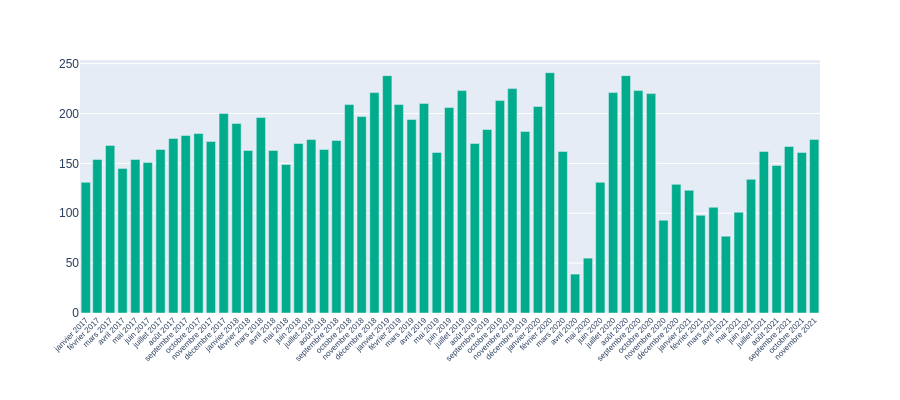 250
200
150
100
50
0
janvier 2017
février 2017
mars 2017
avril 2017
mai 2017
juin 2017
juillet 2017
août 2017
septembre 2017
octobre 2017
novembre 2017
décembre 2017
janvier 2018
février 2018
mars 2018
avril 2018
mai 2018
juin 2018
juillet 2018
août 2018
septembre 2018
octobre 2018
novembre 2018
décembre 2018
janvier 2019
février 2019
mars 2019
avril 2019
mai 2019
juin 2019
juillet 2019
août 2019
septembre 2019
octobre 2019
novembre 2019
décembre 2019
janvier 2020
février 2020
mars 2020
avril 2020
mai 2020
juin 2020
juillet 2020
août 2020
septembre 2020
octobre 2020
novembre 2020
décembre 2020
janvier 2021
février 2021
mars 2021
avril 2021
mai 2021
juin 2021
juillet 2021
août 2021
septembre 2021
octobre 2021
novembre 2021